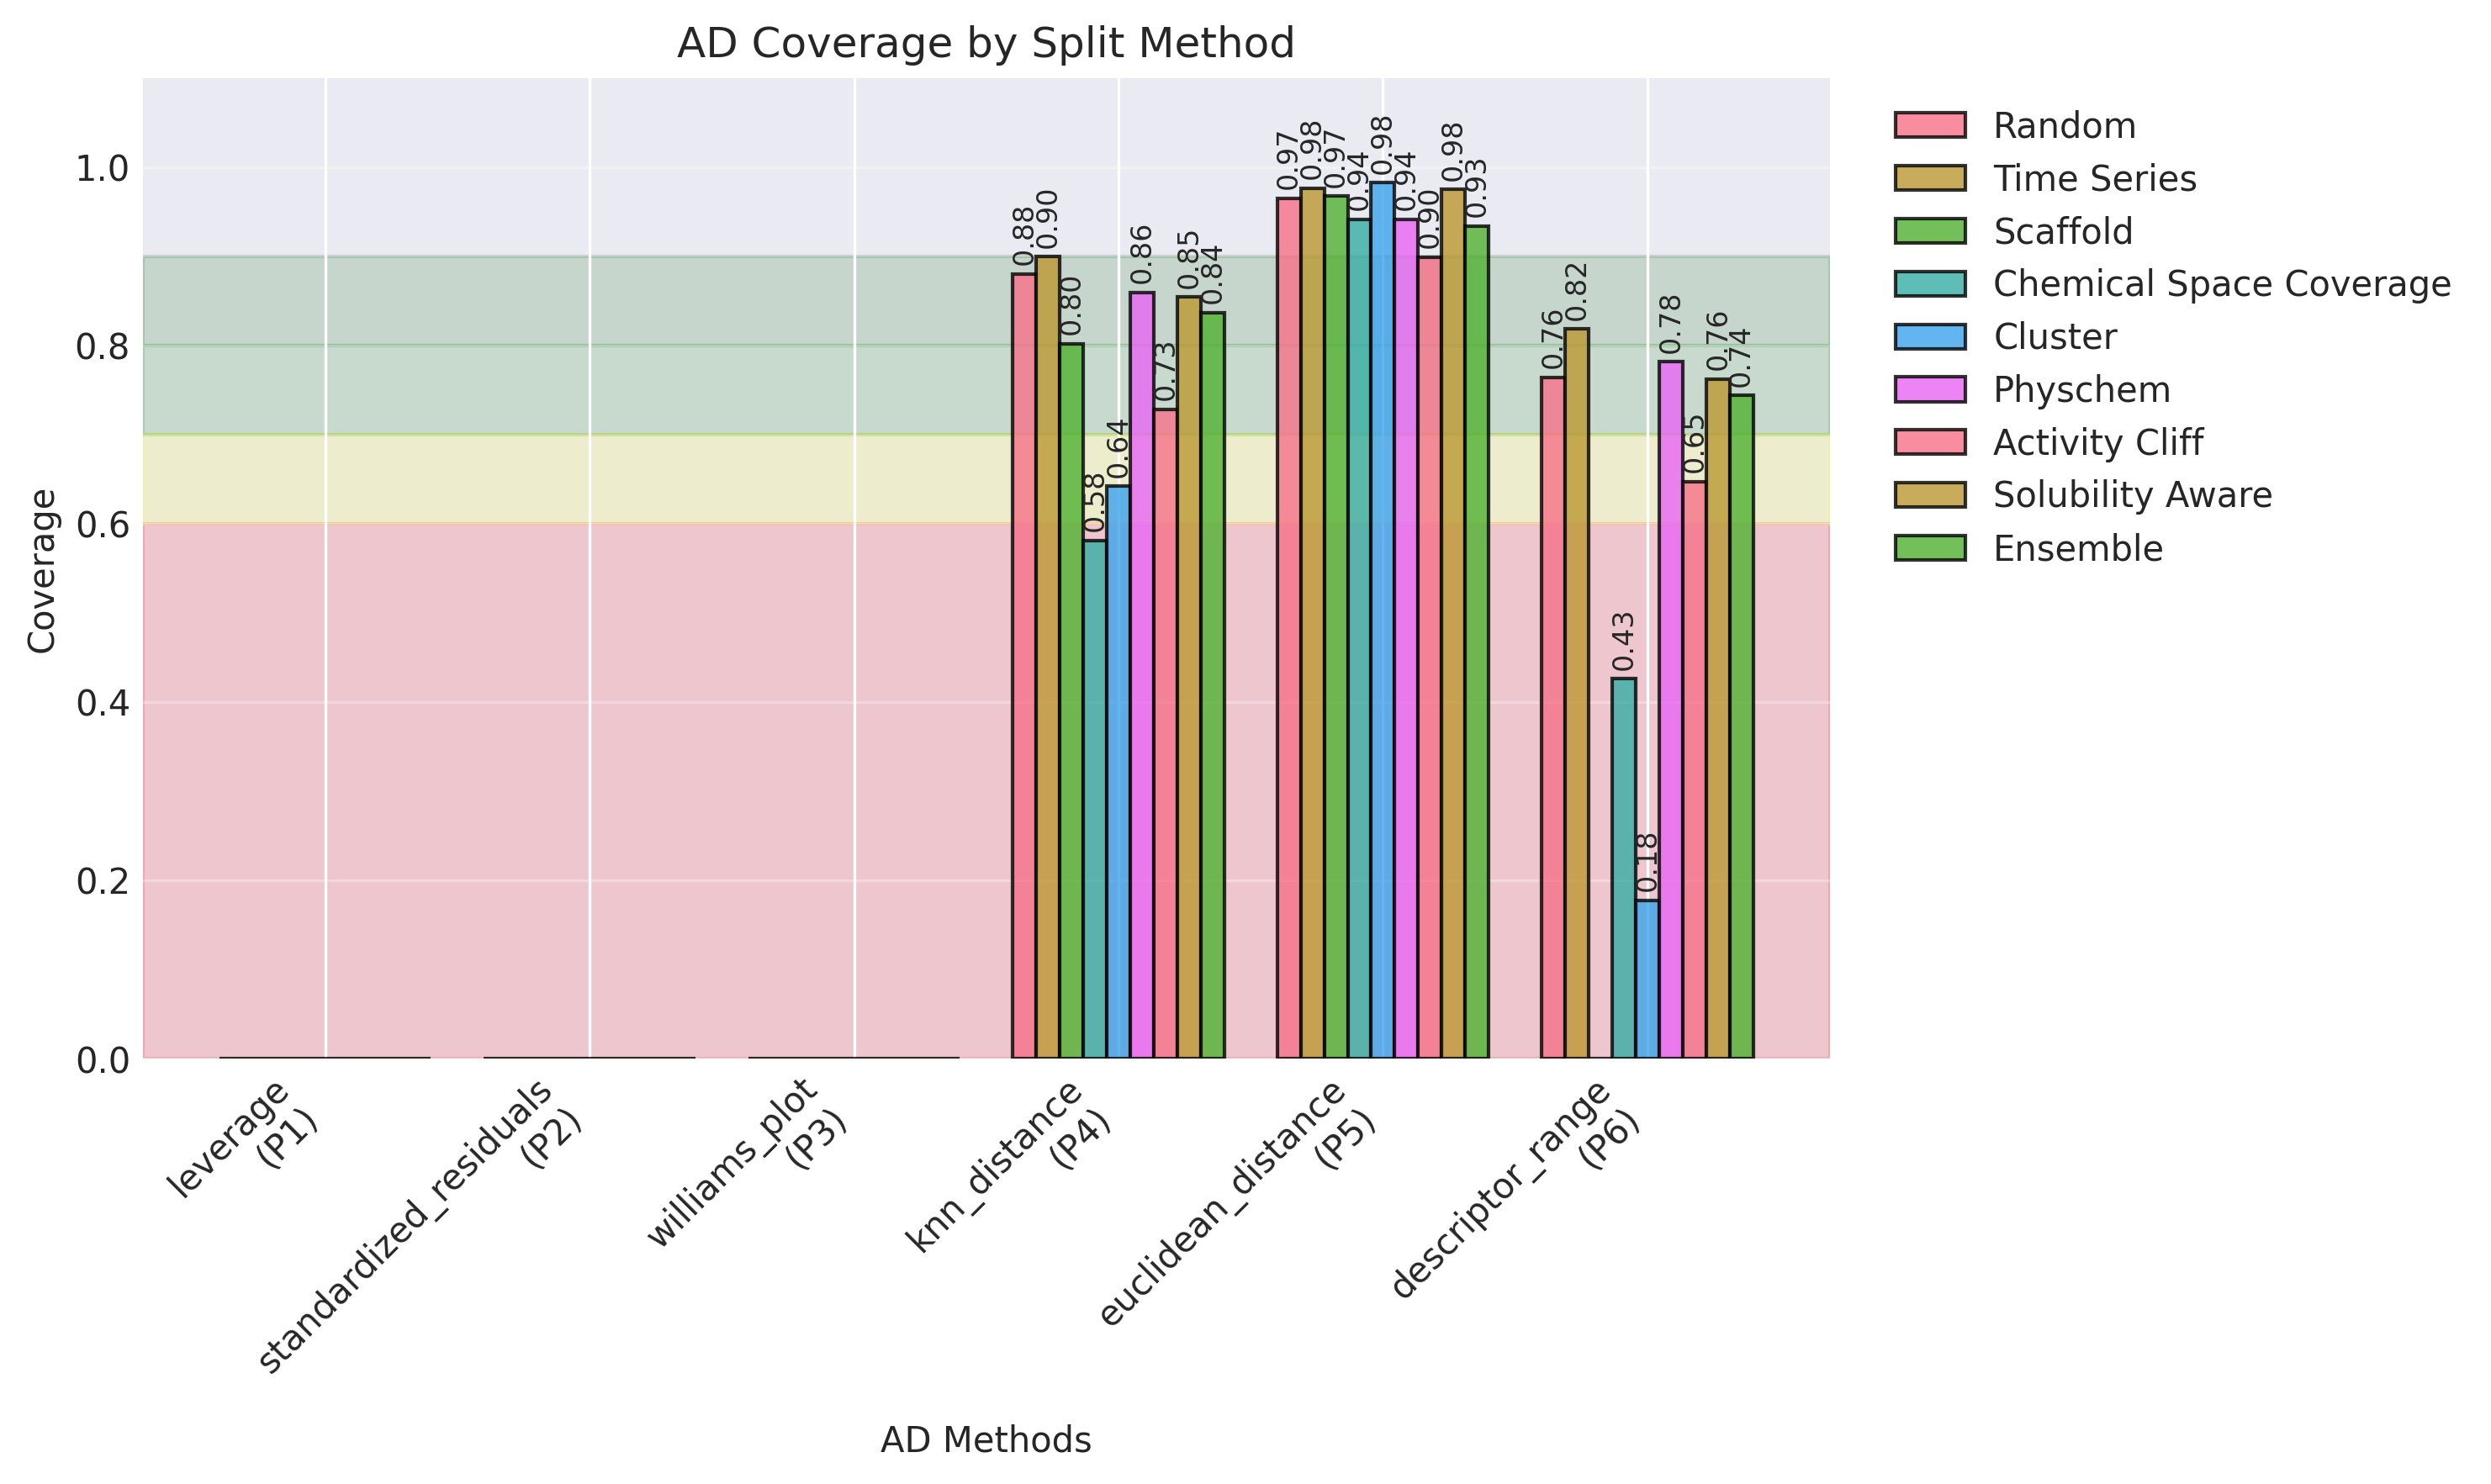 AD Coverage by Split Method
Coverage
1.0
0.8
0.6
0.4
0.2
0.0
0.88
0.90
0.80
0.58
0.64
0.86
0.73
0.85
0.84
0.97
0.98
0.97
0.94
0.98
0.94
0.90
0.98
0.93
0.76
0.82
0.43
0.18
0.78
0.65
0.76
0.74
leverage
(P1)
standardized_residuals
(P2)
williams_plot
(P3)
knn_distance
(P4)
euclidean_distance
(P5)
descriptor_range
(P6)
AD Methods
Random
Time Series
Scaffold
Chemical Space Coverage
Cluster
Physchem
Activity Cliff
Solubility Aware
Ensemble